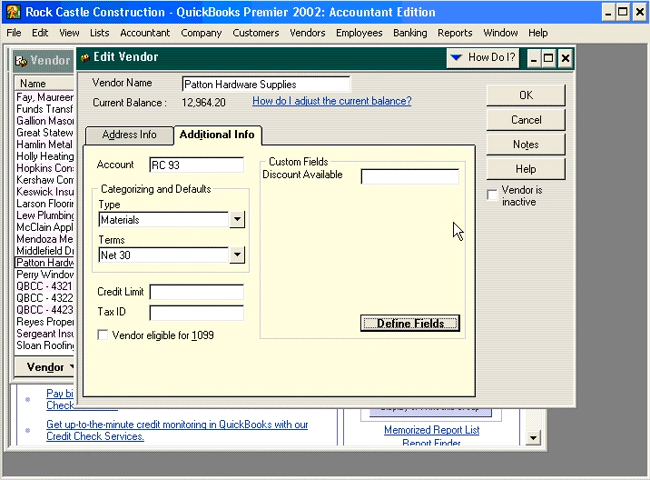 Rock Castle Construction - QuickBooks Premier 2002: Accountant Edition
File Edit View Lists Accountant Company Customers Vendors Employees Banking Reports Window Help
Vendor
Edit Vendor
How Do I?
Name
Fay, Maureen
Funds Transf
Gallion Mason
Great Statew
Hamlin Metal
Holly Heating
Hopkins Cons
Kershaw Com
Keswick Insu
Larson Floorin
Lew Plumbing
McClain Appl
Mendoza Me
Middlefield Dr
Patton Hardw
Perry Window
QBCC - 4321
QBCC - 4322
QBCC - 4423
Reyes Proper
Sergeant Insu
Sloan Roofing
Vendor
Vendor Name Patton Hardware Supplies
Current Balance : 12,964.20 How do I adjust the current balance?
Address Info Additional Info
Account RC 93
Categorizing and Defaults
Type
Materials
Terms
Net 30
Credit Limit
Tax ID
Vendor eligible for 1099
Custom Fields
Discount Available
Define Fields
OK
Cancel
Notes
Help
Vendor is
inactive
Pay bi
Check
Get up-to-the-minute credit monitoring in QuickBooks with our
Credit Check Services.
Memorized Report List
Report Finder